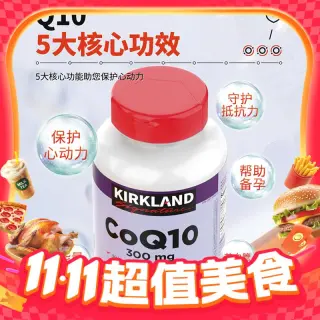 Q10
5大核心功效
5大核心功能助您保护心动力
守护
抵抗力
保护
心动力
帮助
备孕
KIRKLAND
Signature
CoQ10
300 mg
11.11超值美食